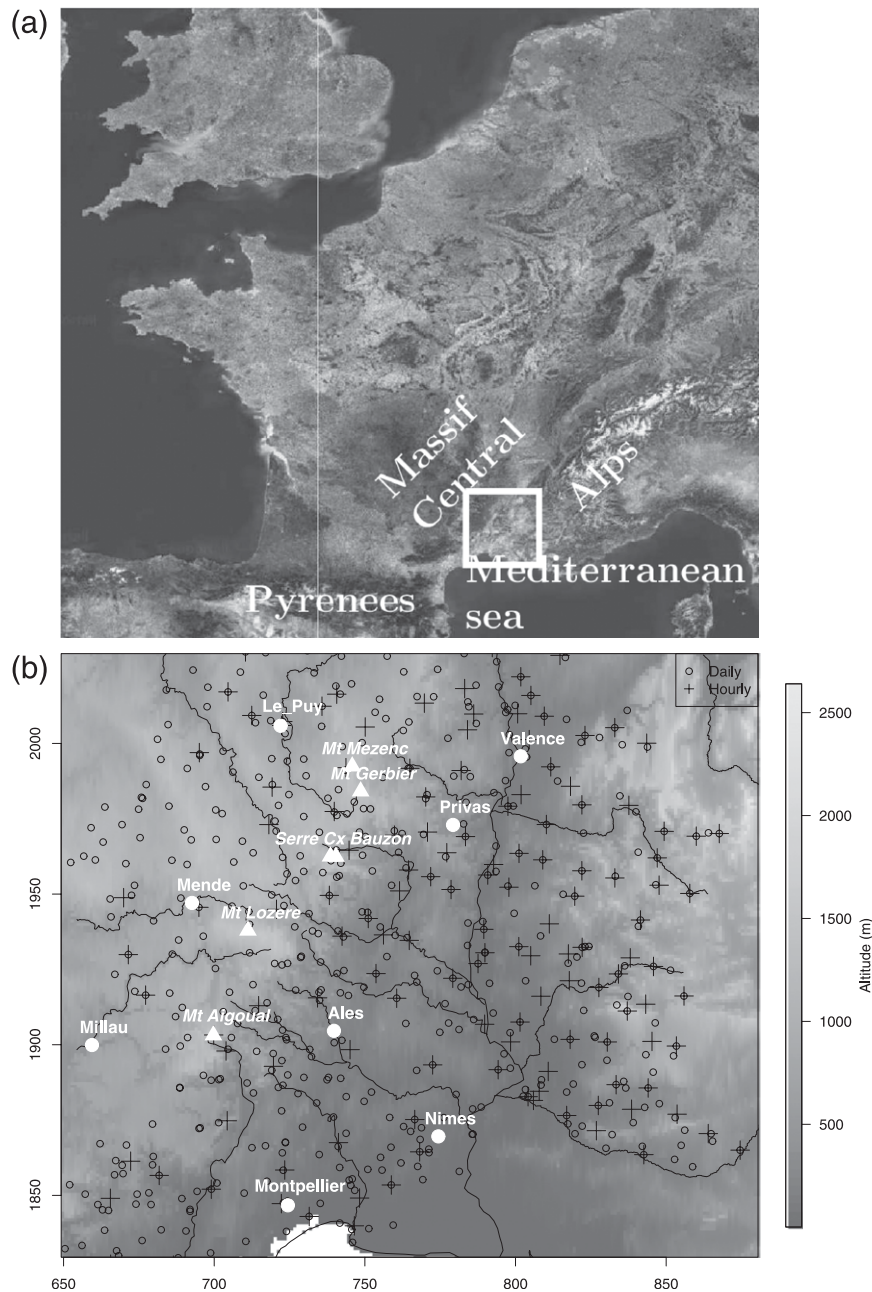 (a)
Massif
Central
Alps
Mediterranean
sea
Pyrenees
(b)
Daily
Hourly
Le_Puy
Valence
Mt Mezenc
Mt Gerbier
Privas
Serre Cx Bauzon
Mende
Mt Lozere
Ales
Mt Aigoual
Millau
Nimes
Montpellier
2000
1950
1900
1850
650
700
750
800
850
2500
2000
1500
1000
500
Altitude (m)